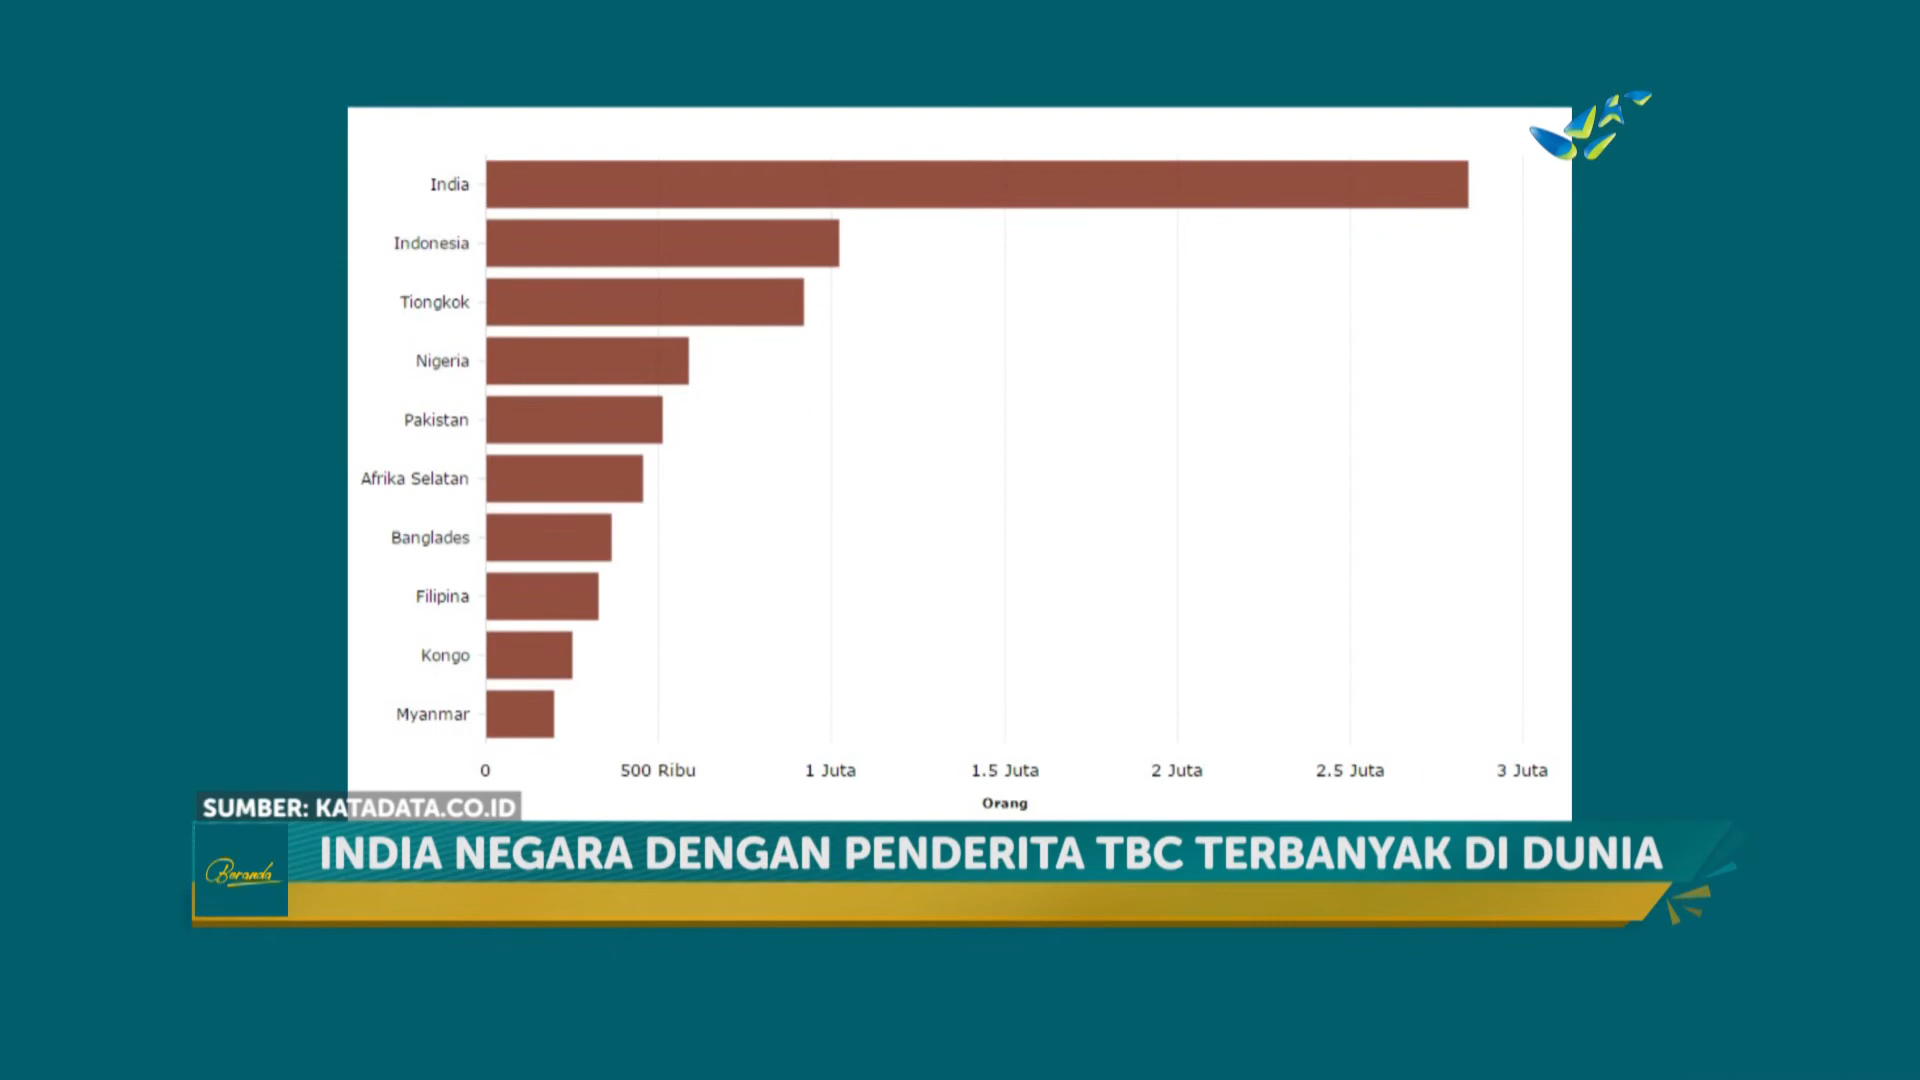 India
Indonesia
Tiongkok
Nigeria
Pakistan
Afrika Selatan
Banglades
Filipina
Kongo
Myanmar
0 500 Ribu 1 Juta 1.5 Juta 2 Juta 2.5 Juta 3 Juta
Orang
SUMBER: KATADATA.CO.ID
INDIA NEGARA DENGAN PENDERITA TBC TERBANYAK DI DUNIA
Beranda